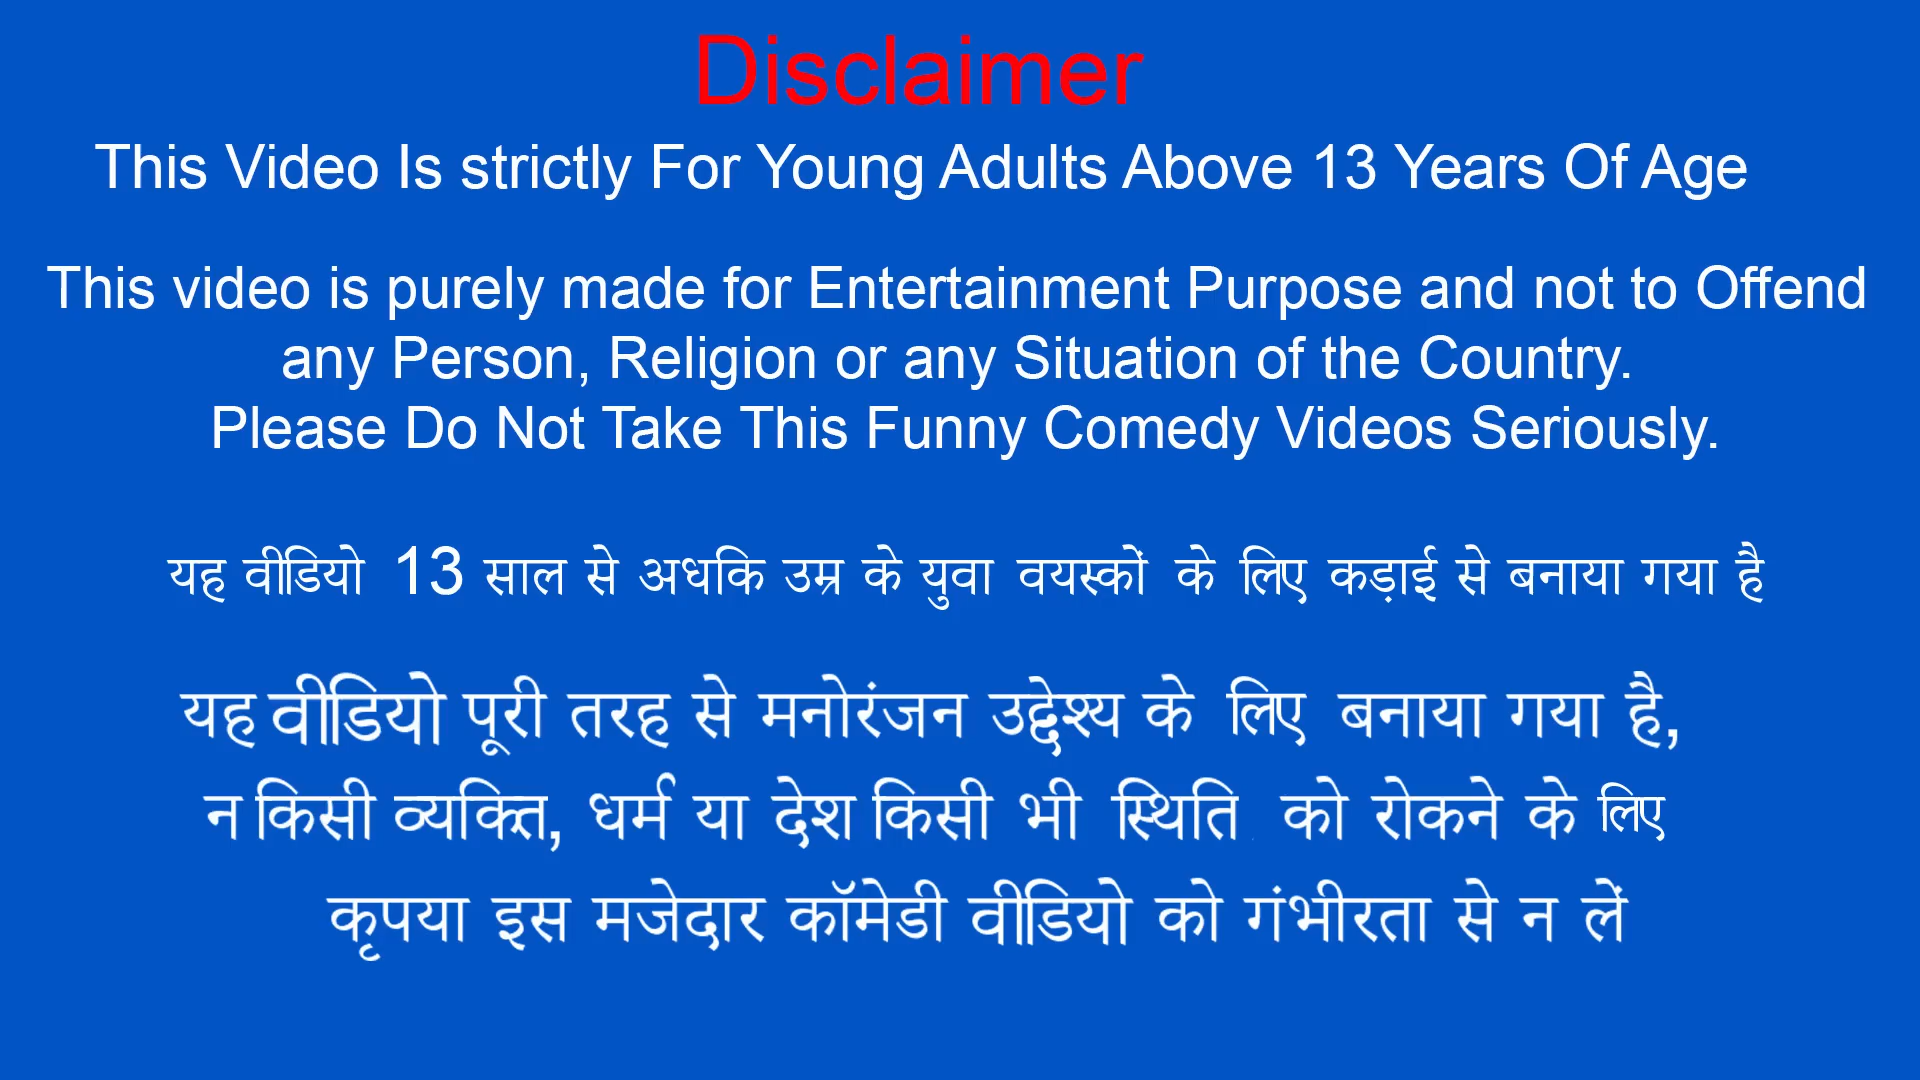 Disclaimer
This Video Is strictly For Young Adults Above 13 Years Of Age
This video is purely made for Entertainment Purpose and not to Offend
any Person, Religion or any Situation of the Country.
Please Do Not Take This Funny Comedy Videos Seriously.
यह वीडियो 13 साल से अधकि उम्र के युवा वयस्कों के लिए कड़ाई से बनाया गया है
यह वीडियो पूरी तरह से मनोरंजन उद्देश्य के लिए बनाया गया है,
न किसी व्यक्ति, धर्म या देश किसी भी स्थिति को रोकने के लिए
कृपया इस मजेदार कॉमेडी वीडियो को गंभीरता से न लें